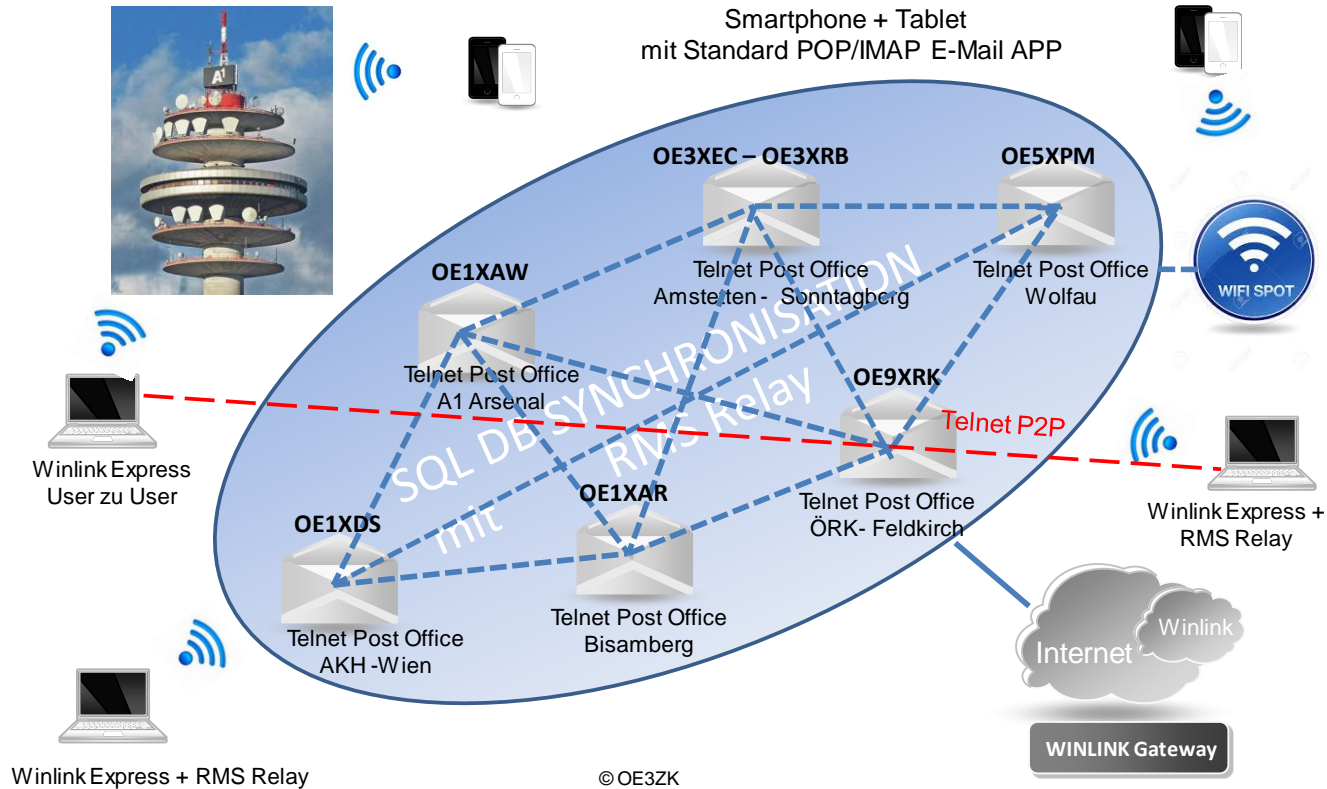 Smartphone + Tablet
mit Standard POP/IMAP E-Mail APP
A1
OE3XEC – OE3XRB
Telnet Post Office
Amstetten - Sonntagberg
OE5XPM
Telnet Post Office
Wolfau
WIFI SPOT
OE1XAW
Telnet Post Office
A1 Arsenal
SQL DB SYNCHRONISATION
mit RMS Relay
OE9XRK
Telnet Post Office
ÖRK- Feldkirch
Telnet P2P
Winlink Express
User zu User
Winlink Express +
RMS Relay
OE1XDS
Telnet Post Office
AKH -Wien
OE1XAR
Telnet Post Office
Bisamberg
Internet
Winlink
WINLINK Gateway
Winlink Express + RMS Relay
© OE3ZK